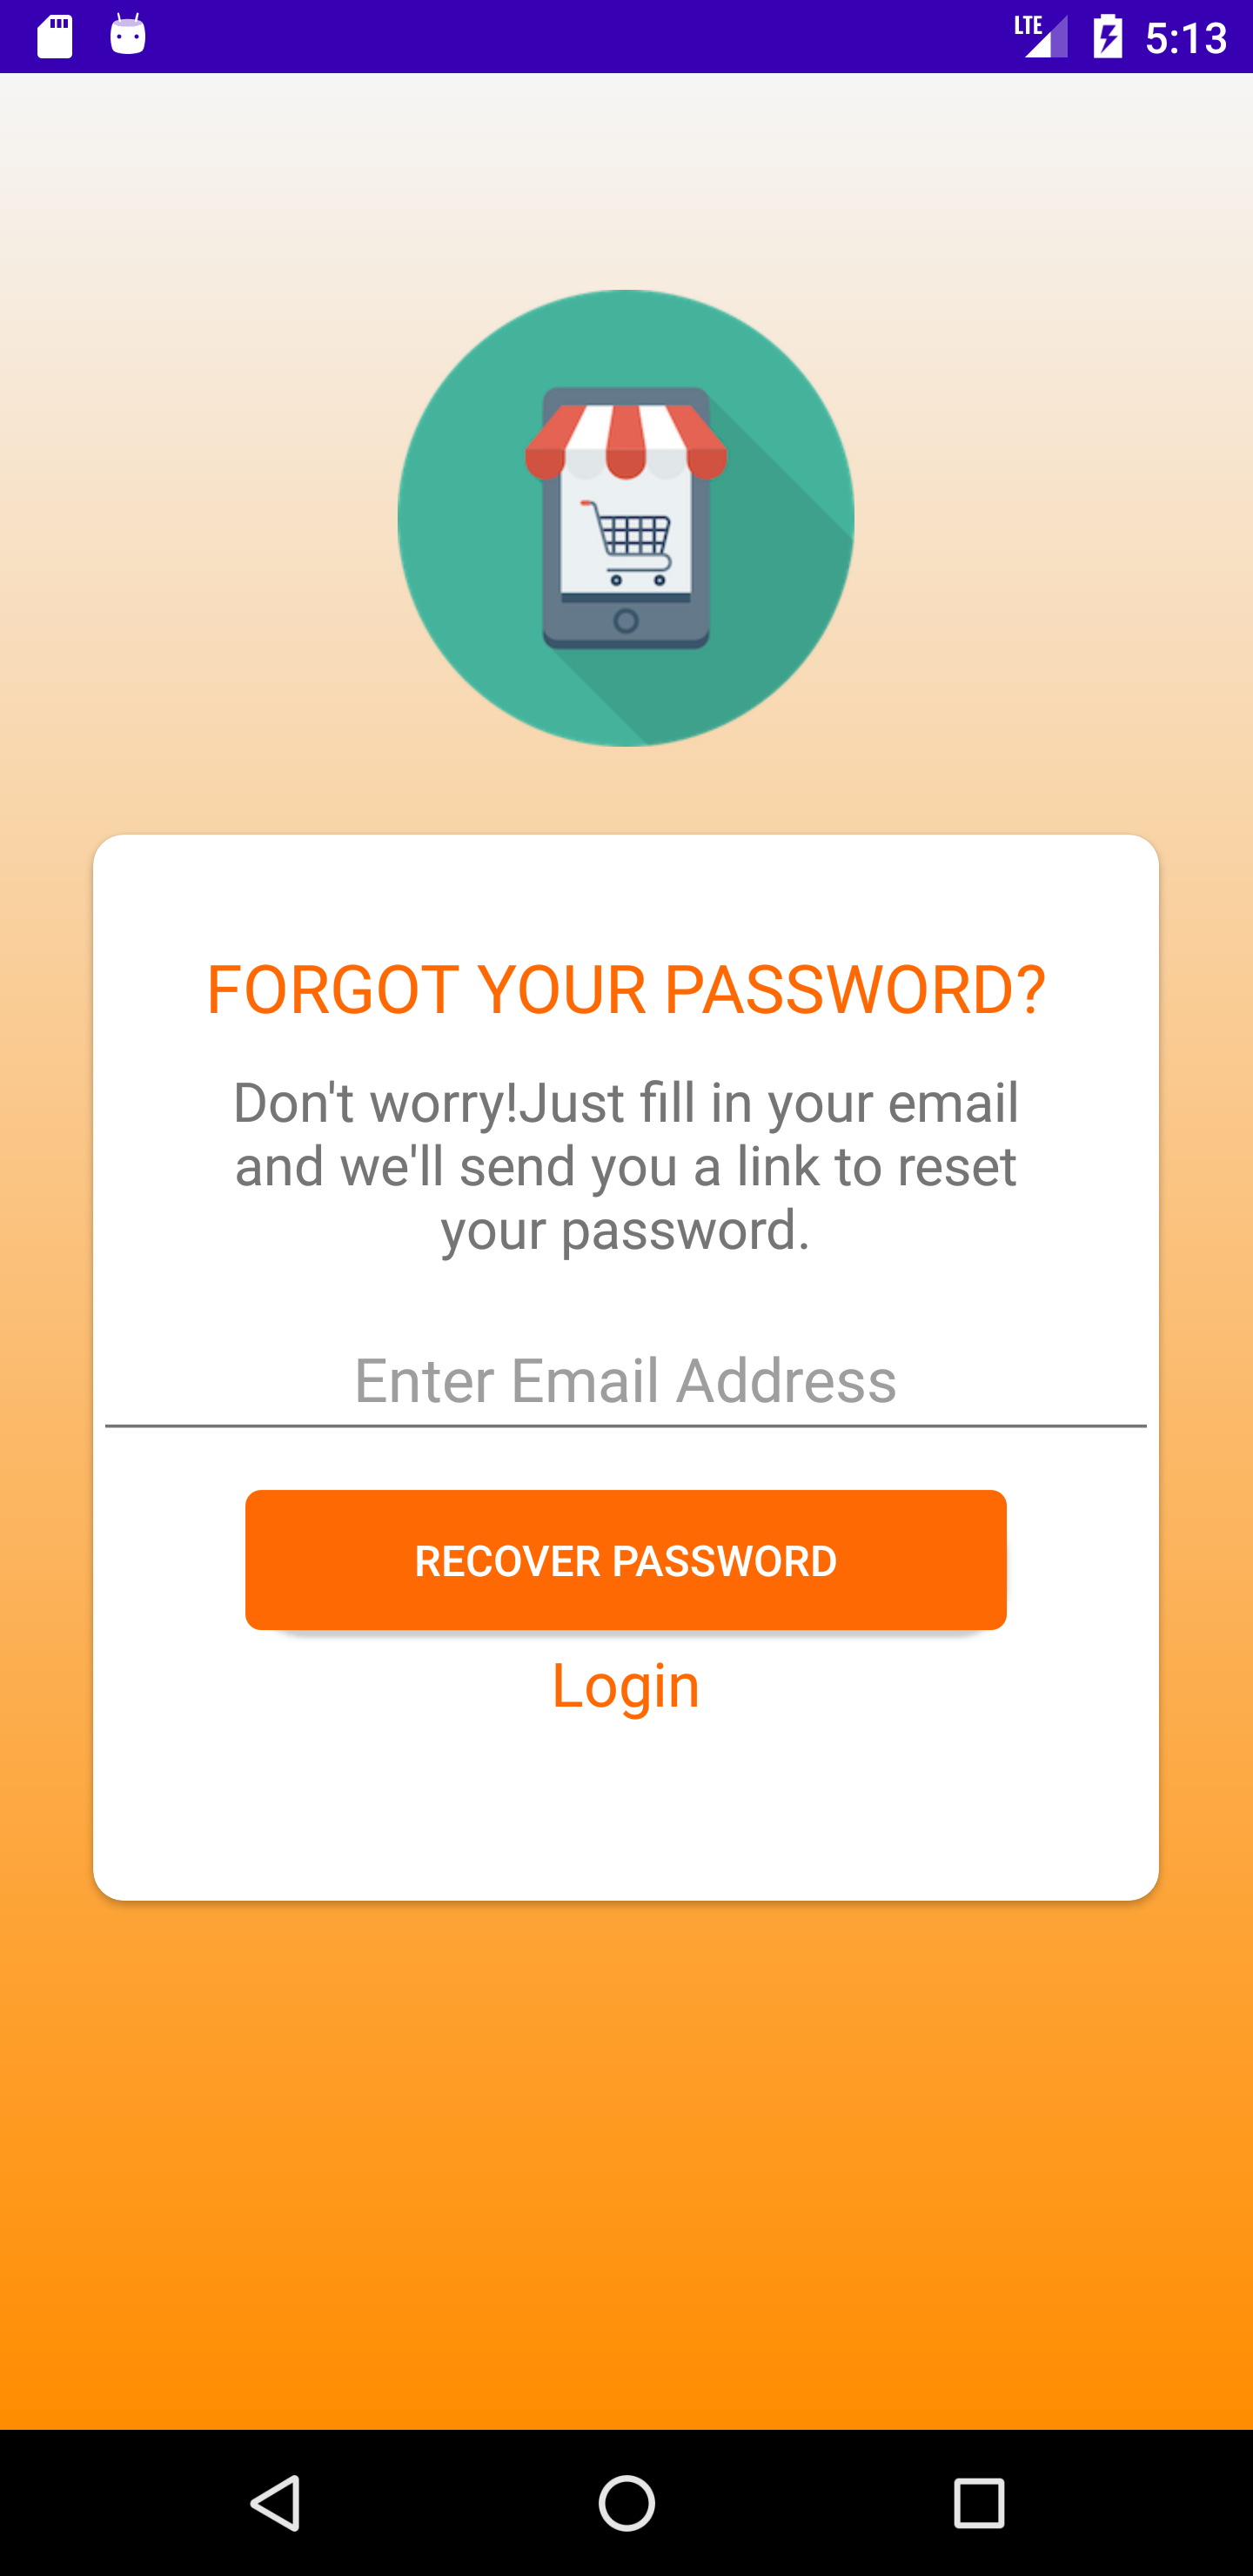 LTE 5:13
FORGOT YOUR PASSWORD?
Don't worry!Just fill in your email
and we'll send you a link to reset
your password.
Enter Email Address
RECOVER PASSWORD
Login